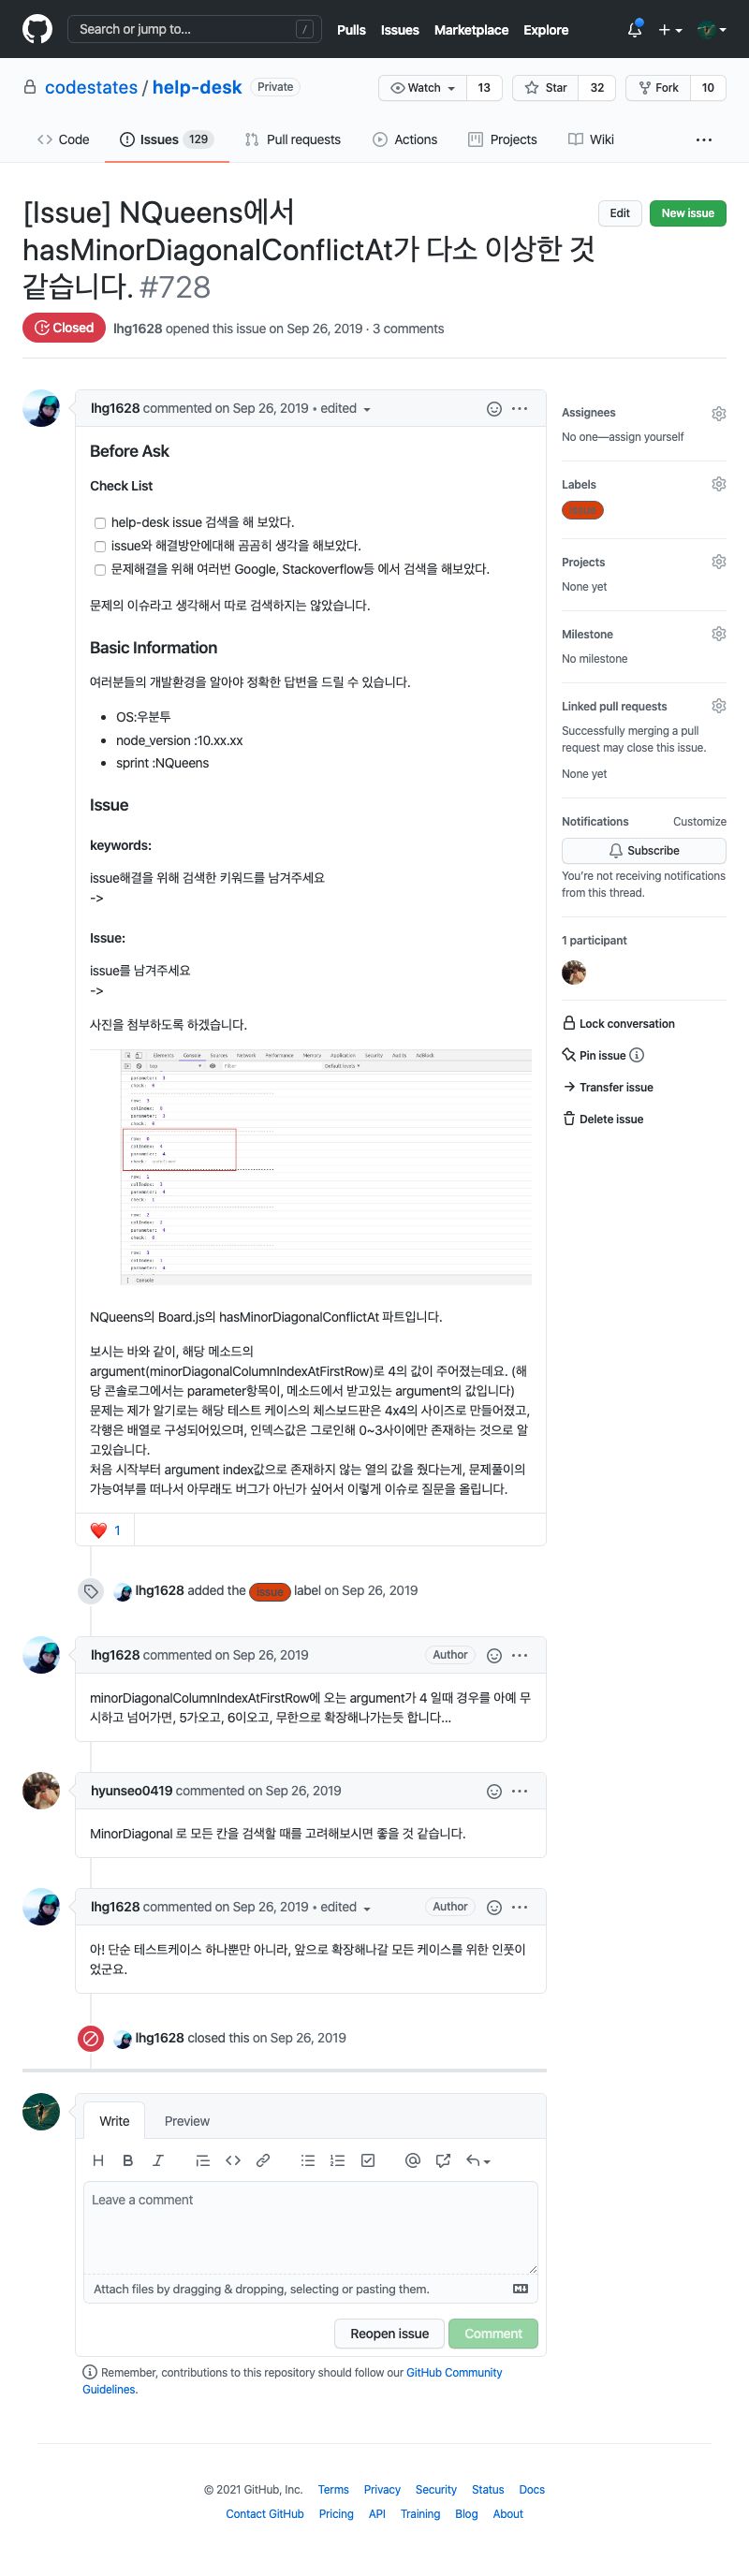 Search or jump to...
/
Pulls Issues Marketplace Explore
codestates / help-desk Private
Watch 13 Star 32 Fork 10
Code Issues 129 Pull requests Actions Projects Wiki
[Issue] NQueens에서
hasMinorDiagonalConflictAt가 다소 이상한 것
같습니다. #728
Edit New issue
Closed lhg1628 opened this issue on Sep 26, 2019 · 3 comments
lhg1628 commented on Sep 26, 2019 • edited
Before Ask
Check List
help-desk issue 검색을 해 보았다.
issue와 해결방안에대해 곰곰히 생각을 해보았다.
문제해결을 위해 여러번 Google, Stackoverflow등 에서 검색을 해보았다.
문제의 이슈라고 생각해서 따로 검색하지는 않았습니다.
Basic Information
여러분들의 개발환경을 알아야 정확한 답변을 드릴 수 있습니다.
OS:우분투
node_version :10.xx.xx
sprint :NQueens
Issue
keywords:
issue해결을 위해 검색한 키워드를 남겨주세요
->
Issue:
issue를 남겨주세요
->
사진을 첨부하도록 하겠습니다.
Elements Console Sources Network Performance Memory Application Security Audits AdBlock
top Filter Default levels
Console
NQueens의 Board.js의 hasMinorDiagonalConflictAt 파트입니다.
보시는 바와 같이, 해당 메소드의
argument(minorDiagonalColumnIndexAtFirstRow)로 4의 값이 주어졌는데요. (해
당 콘솔로그에서는 parameter항목이, 메소드에서 받고있는 argument의 값입니다)
문제는 제가 알기로는 해당 테스트 케이스의 체스보드판은 4x4의 사이즈로 만들어졌고,
각행은 배열로 구성되어있으며, 인덱스값은 그로인해 0~3사이에만 존재하는 것으로 알
고있습니다.
처음 시작부터 argument index값으로 존재하지 않는 열의 값을 줬다는게, 문제풀이의
가능여부를 떠나서 아무래도 버그가 아닌가 싶어서 이렇게 이슈로 질문을 올립니다.
1
lhg1628 added the issue label on Sep 26, 2019
lhg1628 commented on Sep 26, 2019 Author
minorDiagonalColumnIndexAtFirstRow에 오는 argument가 4 일때 경우를 아예 무
시하고 넘어가면, 5가오고, 6이오고, 무한으로 확장해나가는듯 합니다...
hyunseo0419 commented on Sep 26, 2019
MinorDiagonal 로 모든 칸을 검색할 때를 고려해보시면 좋을 것 같습니다.
lhg1628 commented on Sep 26, 2019 • edited Author
아! 단순 테스트케이스 하나뿐만 아니라, 앞으로 확장해나갈 모든 케이스를 위한 인풋이
었군요.
lhg1628 closed this on Sep 26, 2019
Write Preview
Leave a comment
Attach files by dragging & dropping, selecting or pasting them.
Reopen issue Comment
Remember, contributions to this repository should follow our GitHub Community
Guidelines.
Assignees
No one—assign yourself
Labels
issue
Projects
None yet
Milestone
No milestone
Linked pull requests
Successfully merging a pull
request may close this issue.
None yet
Notifications Customize
Subscribe
You're not receiving notifications
from this thread.
1 participant
Lock conversation
Pin issue
Transfer issue
Delete issue
© 2021 GitHub, Inc. Terms Privacy Security Status Docs
Contact GitHub Pricing API Training Blog About